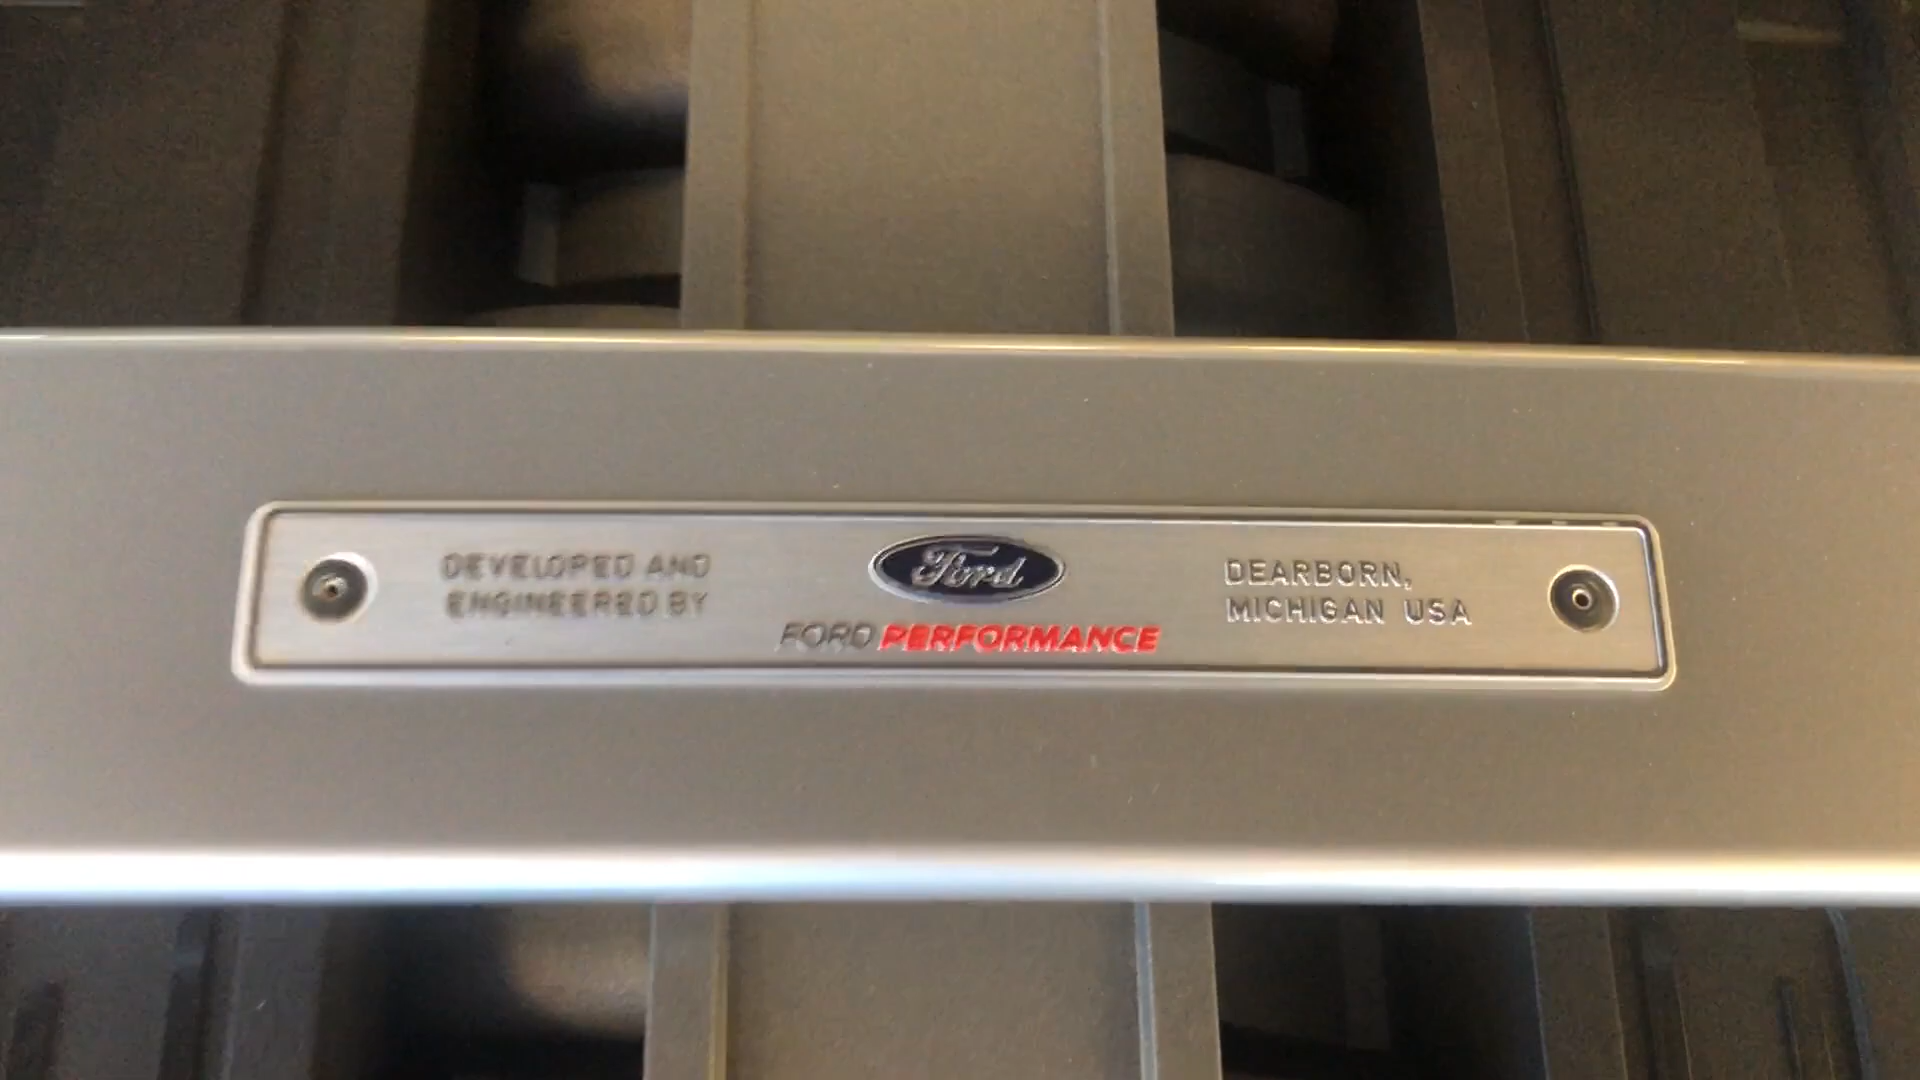 DEVELOPED AND
ENGINEERED BY
Ford
FORD PERFORMANCE
DEARBORN,
MICHIGAN USA